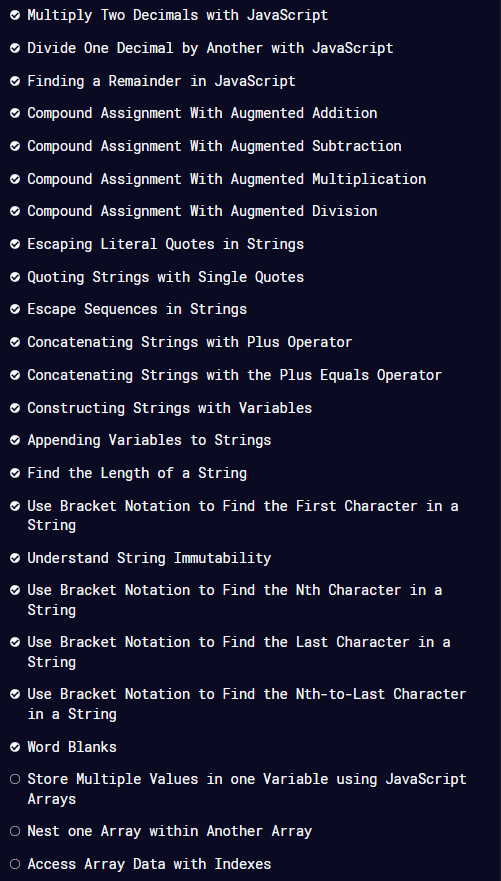 Multiply Two Decimals with JavaScript
Divide One Decimal by Another with JavaScript
Finding a Remainder in JavaScript
Compound Assignment With Augmented Addition
Compound Assignment With Augmented Subtraction
Compound Assignment With Augmented Multiplication
Compound Assignment With Augmented Division
Escaping Literal Quotes in Strings
Quoting Strings with Single Quotes
Escape Sequences in Strings
Concatenating Strings with Plus Operator
Concatenating Strings with the Plus Equals Operator
Constructing Strings with Variables
Appending Variables to Strings
Find the Length of a String
Use Bracket Notation to Find the First Character in a
String
Understand String Immutability
Use Bracket Notation to Find the Nth Character in a
String
Use Bracket Notation to Find the Last Character in a
String
Use Bracket Notation to Find the Nth-to-Last Character
in a String
Word Blanks
Store Multiple Values in one Variable using JavaScript
Arrays
Nest one Array within Another Array
Access Array Data with Indexes